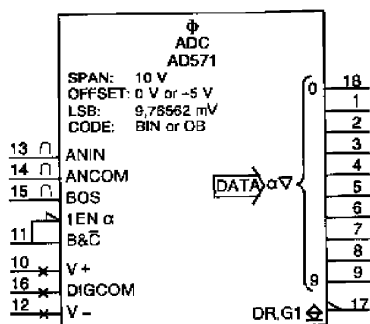 Φ
ADC
AD571
SPAN: 10 V
OFFSET: 0 V or -5 V
LSB: 9,76562 mV
CODE: BIN or OB
13 ∩ ANIN
14 ∩ ANCOM
15 ∩ BOS
1EN α
11 B&C̅
10 V+
16 DIGCOM
12 V-
DATA α▽
0 18
1
2
3
4
5
6
7
8
9 9
DR,G1 17